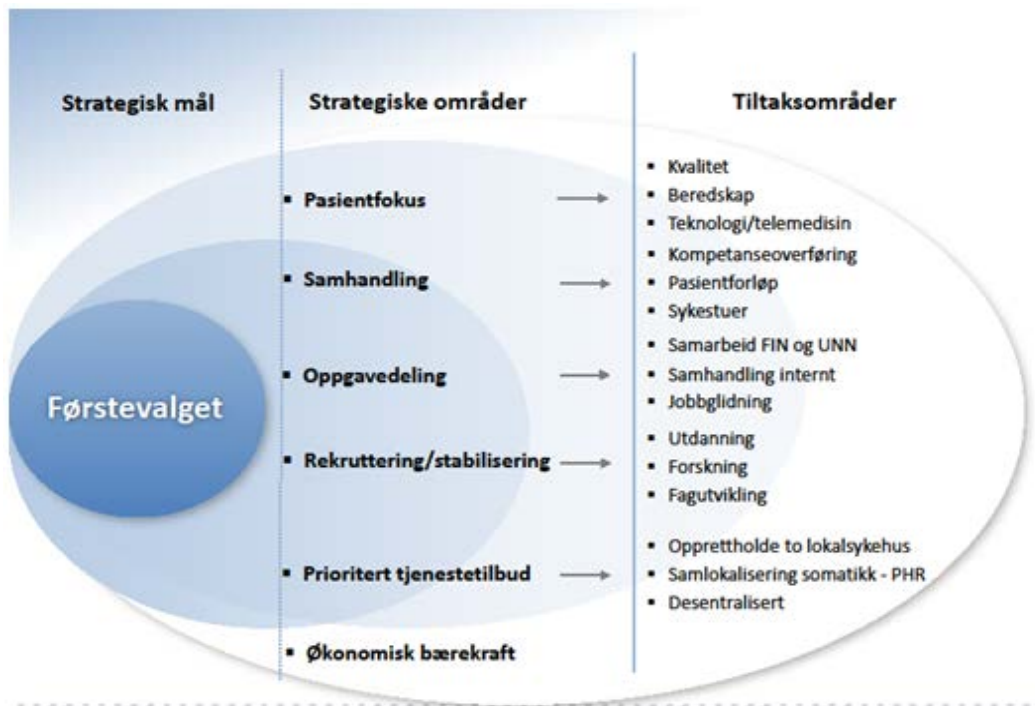 Strategisk mål
Strategiske områder
Tiltaksområder
Førstevalget
▪ Pasientfokus
▪ Samhandling
▪ Oppgavedeling
▪ Rekruttering/stabilisering
▪ Prioritert tjenestetilbud
▪ Økonomisk bærekraft
▪ Kvalitet
▪ Beredskap
▪ Teknologi/telemedisin
▪ Kompetanseoverføring
▪ Pasientforløp
▪ Sykestuer
▪ Samarbeid FIN og UNN
▪ Samhandling internt
▪ Jobbglidning
▪ Utdanning
▪ Forskning
▪ Fagutvikling
▪ Opprettholde to lokalsykehus
▪ Samlokalisering somatikk - PHR
▪ Desentralisert